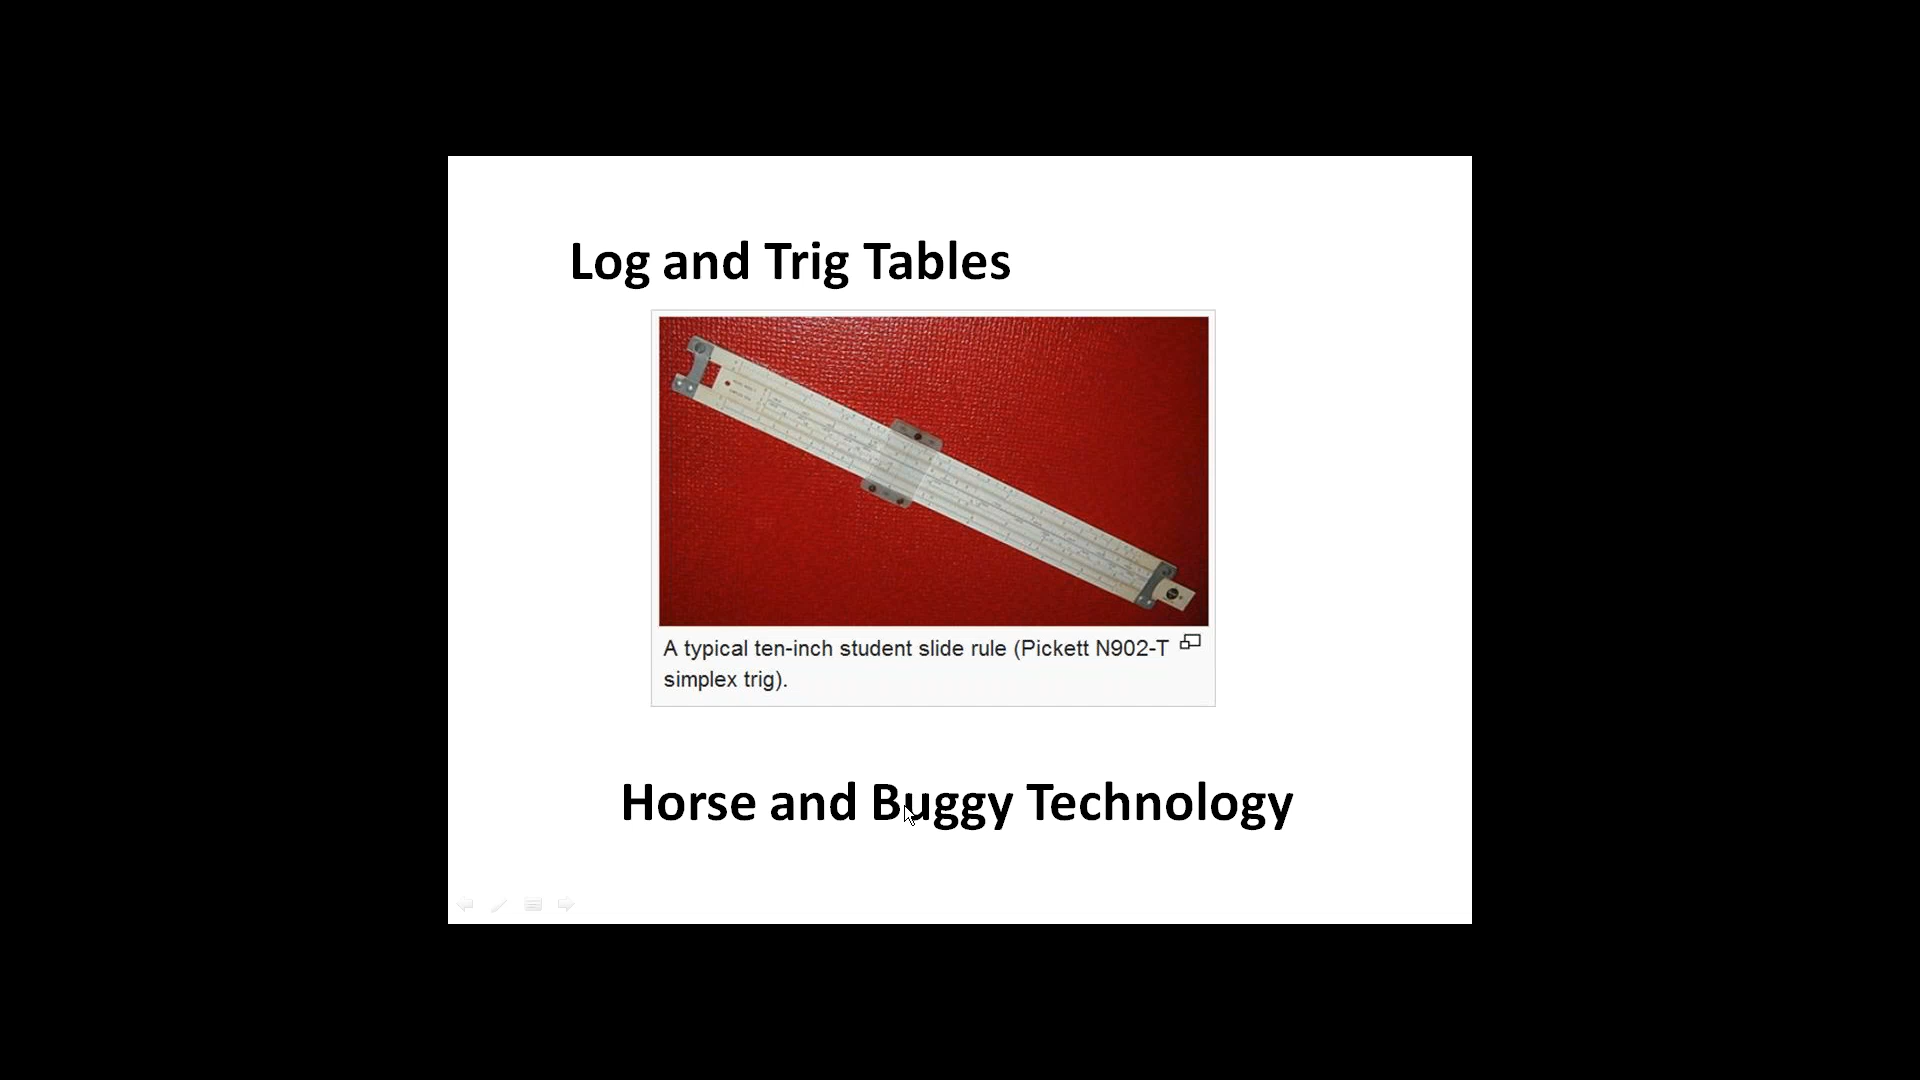 Log and Trig Tables
A typical ten-inch student slide rule (Pickett N902-T
simplex trig).
Horse and Buggy Technology